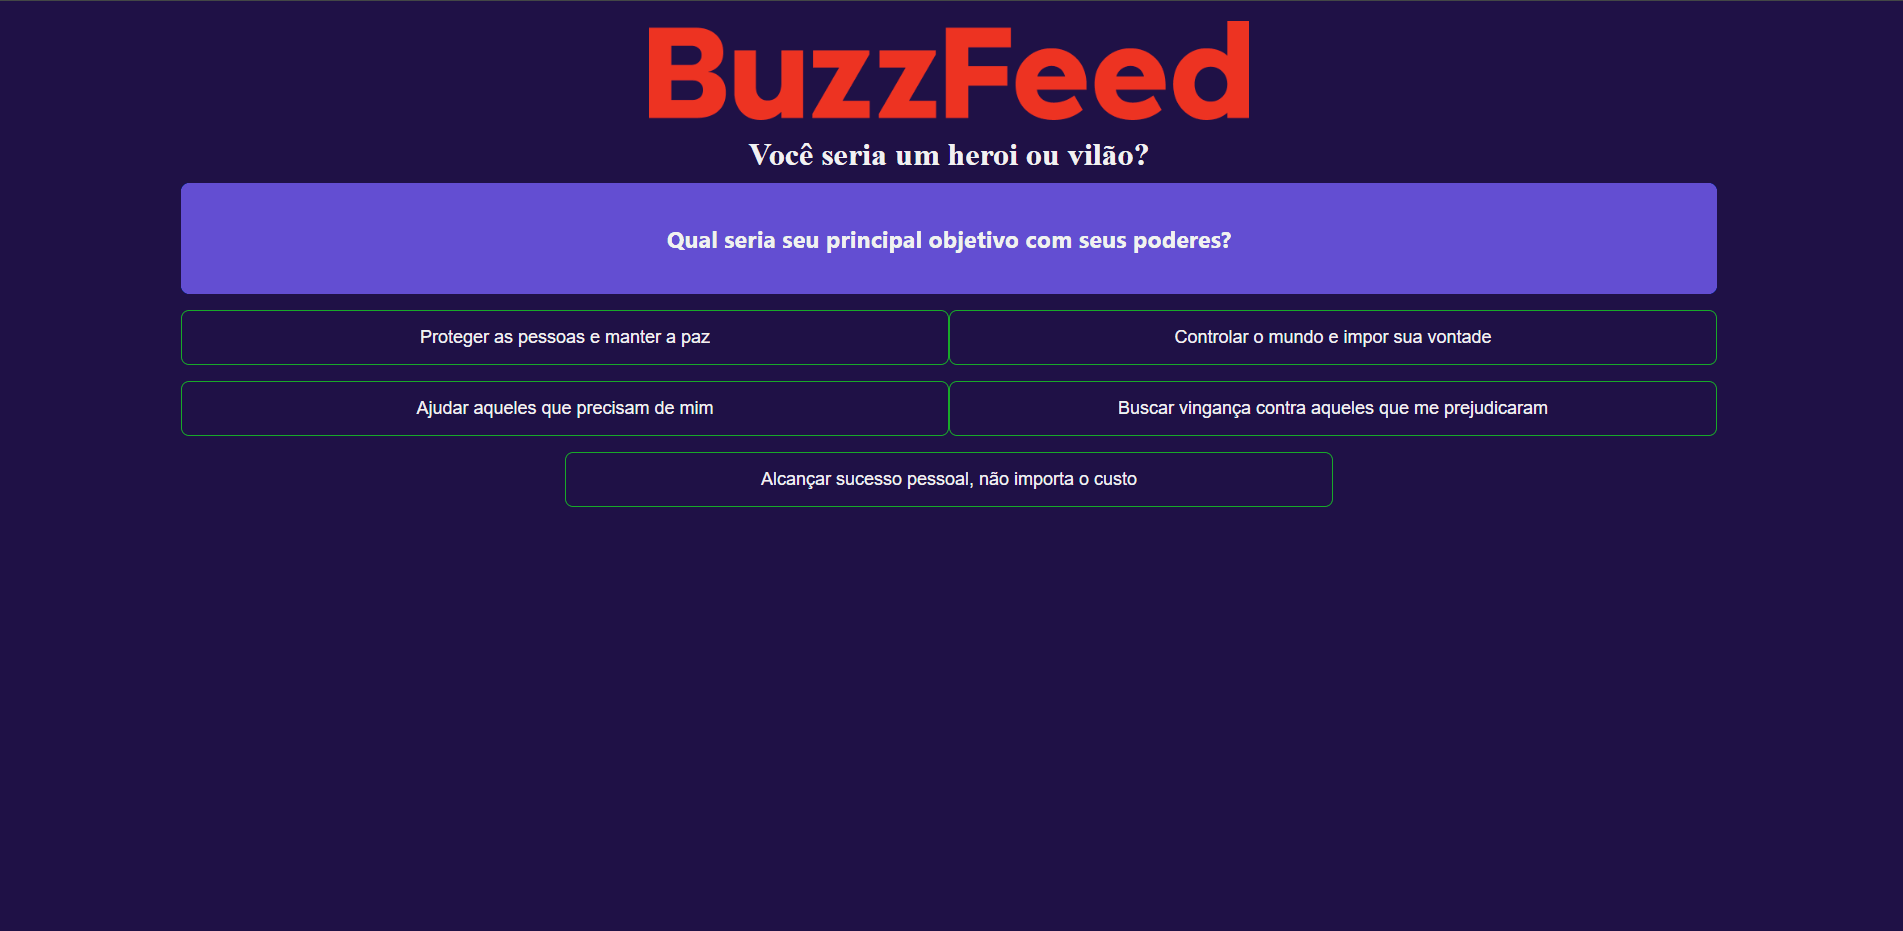 BuzzFeed
Você seria um heroi ou vilão?
Qual seria seu principal objetivo com seus poderes?
Proteger as pessoas e manter a paz
Controlar o mundo e impor sua vontade
Ajudar aqueles que precisam de mim
Buscar vingança contra aqueles que me prejudicaram
Alcançar sucesso pessoal, não importa o custo